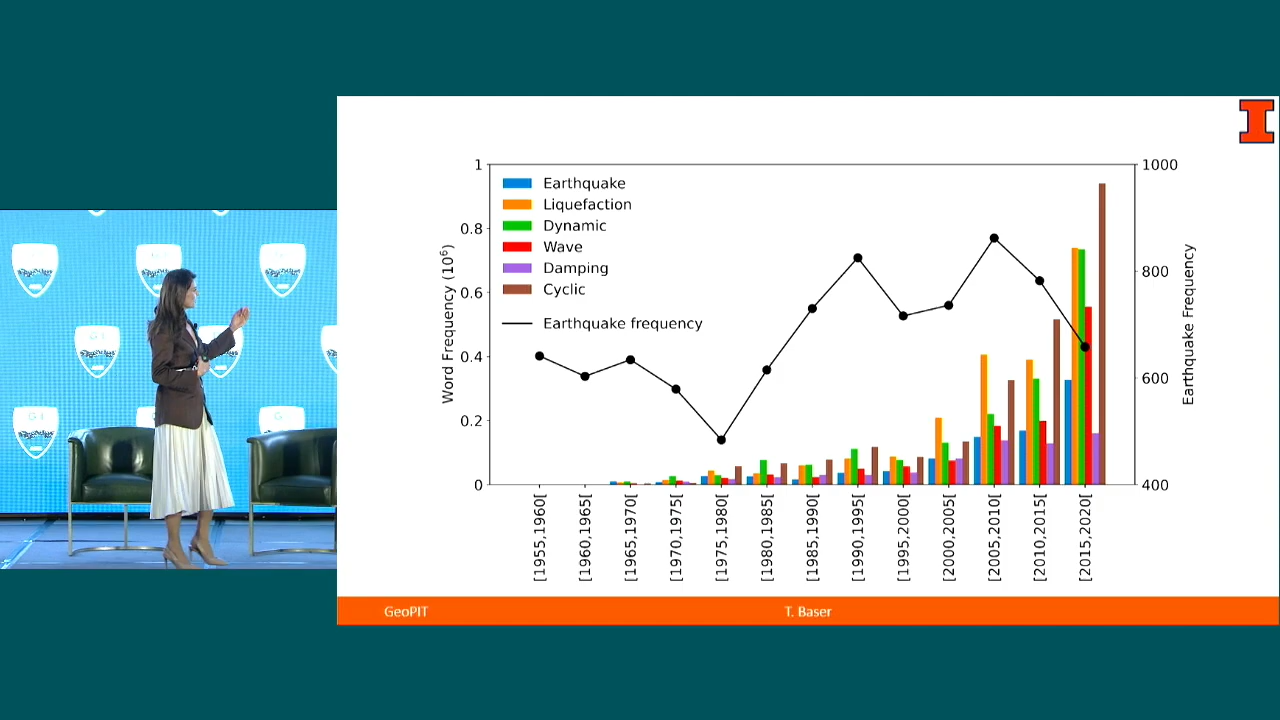 1
0.8
0.6
0.4
0.2
0
Word Frequency (10⁶)
Earthquake
Liquefaction
Dynamic
Wave
Damping
Cyclic
Earthquake frequency
1000
800
600
400
Earthquake Frequency
[1955,1960[
[1960,1965[
[1965,1970[
[1970,1975[
[1975,1980[
[1980,1985[
[1985,1990[
[1990,1995[
[1995,2000[
[2000,2005[
[2005,2010[
[2010,2015[
[2015,2020[
I
GeoPIT
T. Baser
G I